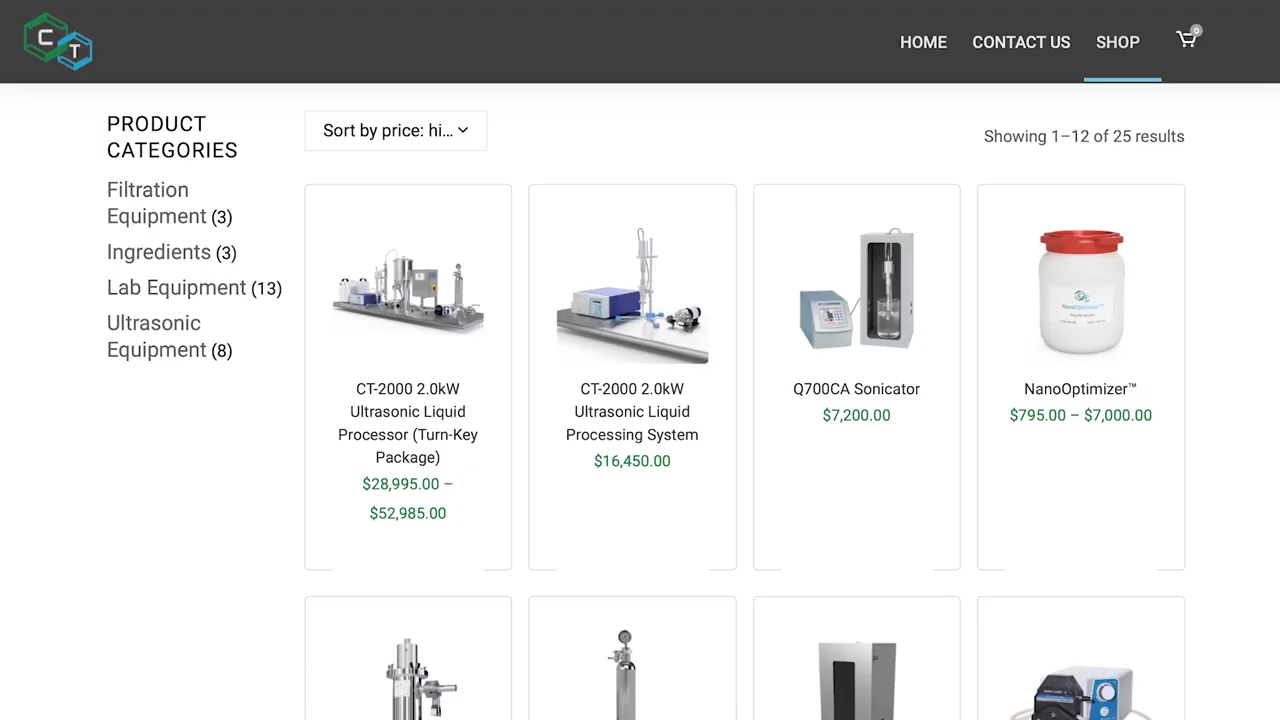 C
T
HOME
CONTACT US
SHOP
0
PRODUCT
CATEGORIES
Filtration
Equipment (3)
Ingredients (3)
Lab Equipment (13)
Ultrasonic
Equipment (8)
Sort by price: hi...
Showing 1–12 of 25 results
CT-2000 2.0kW
Ultrasonic Liquid
Processor (Turn-Key
Package)
$28,995.00 –
$52,985.00
CT-2000 2.0kW
Ultrasonic Liquid
Processing System
$16,450.00
Q700CA Sonicator
$7,200.00
NanoOptimizer™
NanoOptimizer™
$795.00 – $7,000.00